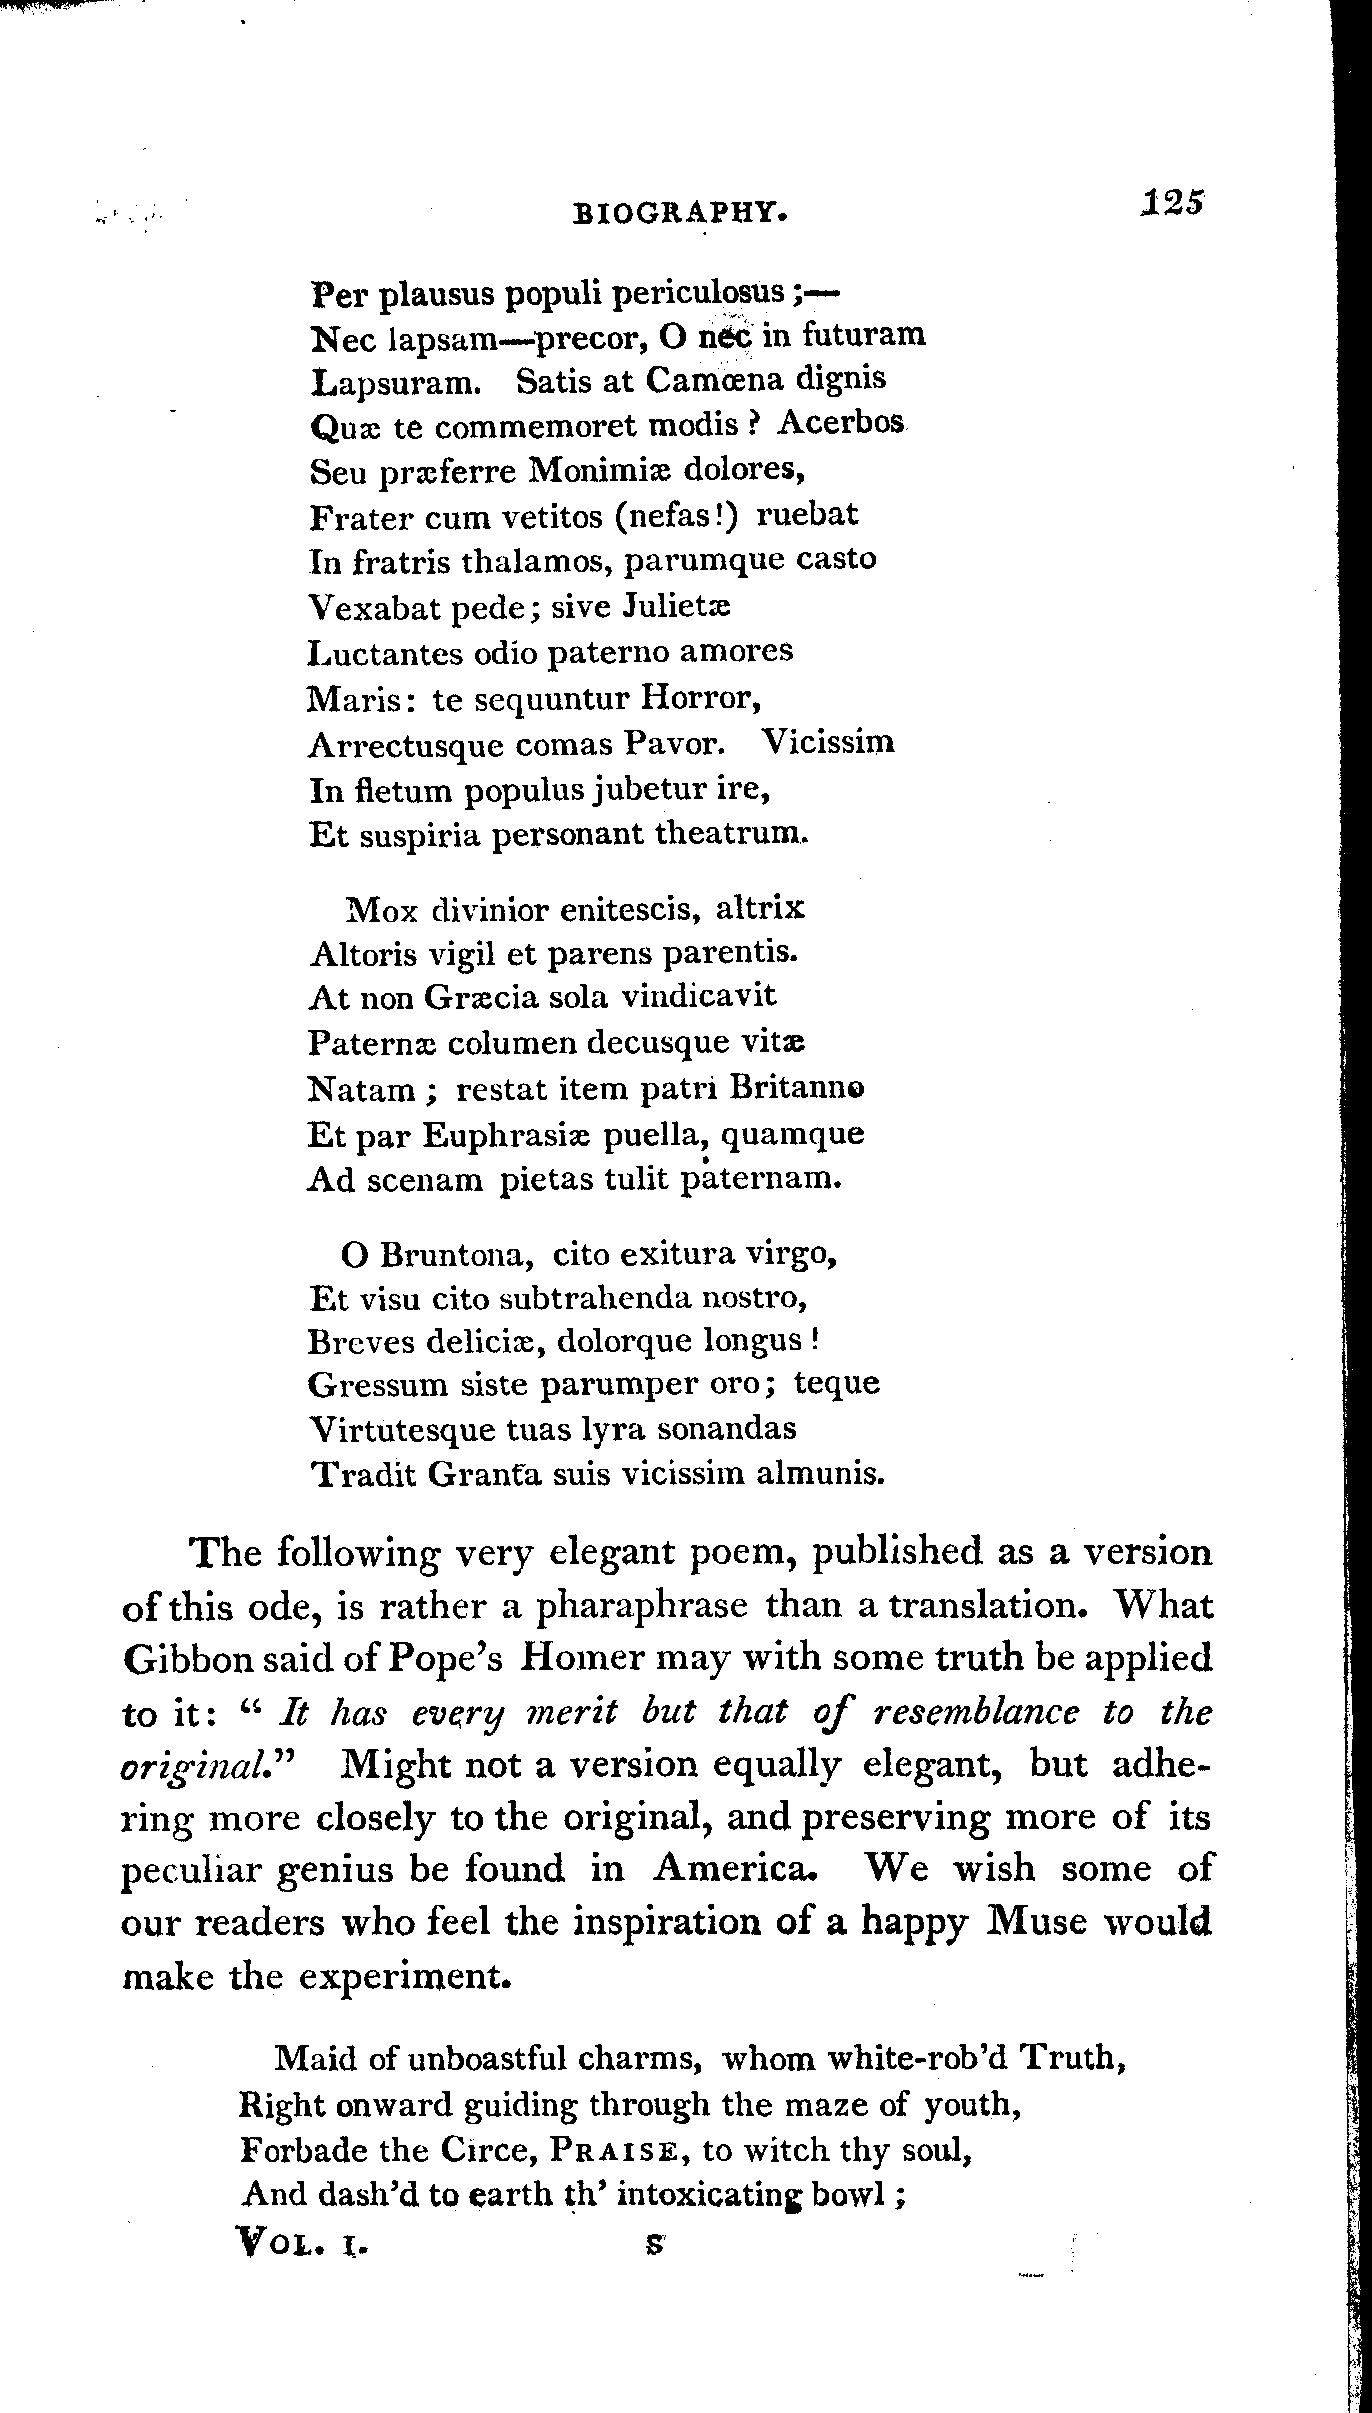 BIOGRAPHY. 125
Per plausus populi periculosus ;—
Nec lapsam—precor, O nec in futuram
Lapsuram. Satis at Camœna dignis
Quæ te commemoret modis ? Acerbos
Seu præferre Monimiæ dolores,
Frater cum vetitos (nefas!) ruebat
In fratris thalamos, parumque casto
Vexabat pede; sive Julietæ
Luctantes odio paterno amores
Maris: te sequuntur Horror,
Arrectusque comas Pavor. Vicissim
In fletum populus jubetur ire,
Et suspiria personant theatrum.
Mox divinior enitescis, altrix
Altoris vigil et parens parentis.
At non Græcia sola vindicavit
Paternæ columen decusque vitæ
Natam ; restat item patri Britanno
Et par Euphrasiæ puella, quamque
Ad scenam pietas tulit paternam.
O Bruntona, cito exitura virgo,
Et visu cito subtrahenda nostro,
Breves deliciæ, dolorque longus !
Gressum siste parumper oro; teque
Virtutesque tuas lyra sonandas
Tradit Granta suis vicissim almunis.
The following very elegant poem, published as a version
of this ode, is rather a pharaphrase than a translation. What
Gibbon said of Pope's Homer may with some truth be applied
to it: “ It has every merit but that of resemblance to the
original.” Might not a version equally elegant, but adhe-
ring more closely to the original, and preserving more of its
peculiar genius be found in America. We wish some of
our readers who feel the inspiration of a happy Muse would
make the experiment.
Maid of unboastful charms, whom white-rob'd Truth,
Right onward guiding through the maze of youth,
Forbade the Circe, PRAISE, to witch thy soul,
And dash'd to earth th' intoxicating bowl ;
VOL. I. S